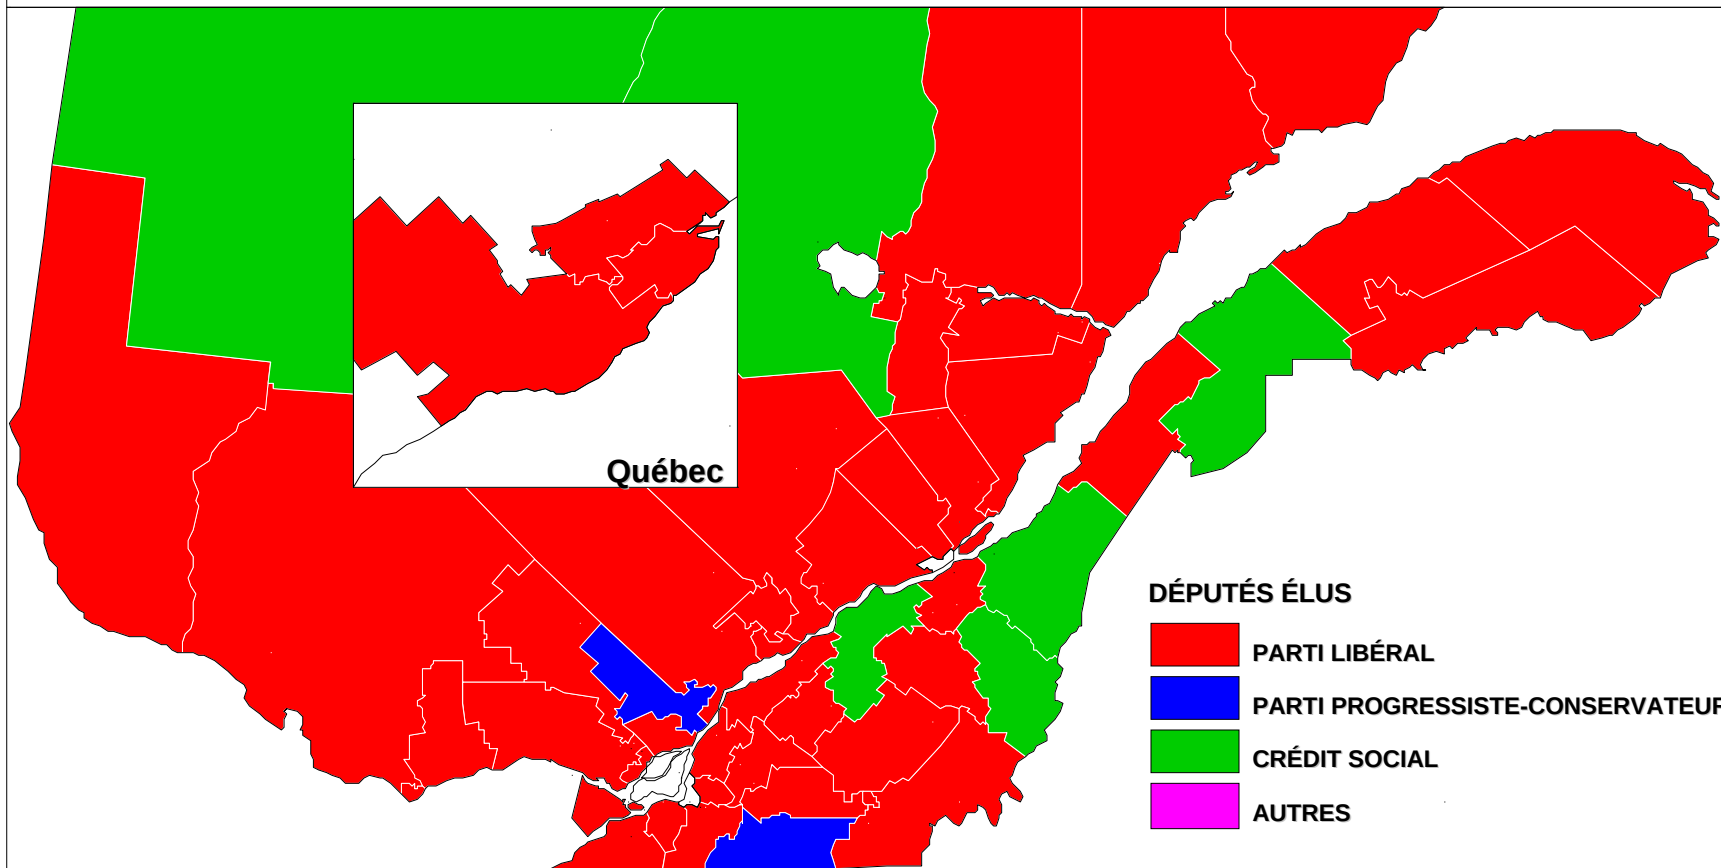 Québec
DÉPUTÉS ÉLUS
PARTI LIBÉRAL
PARTI PROGRESSISTE-CONSERVATEUR
CRÉDIT SOCIAL
AUTRES